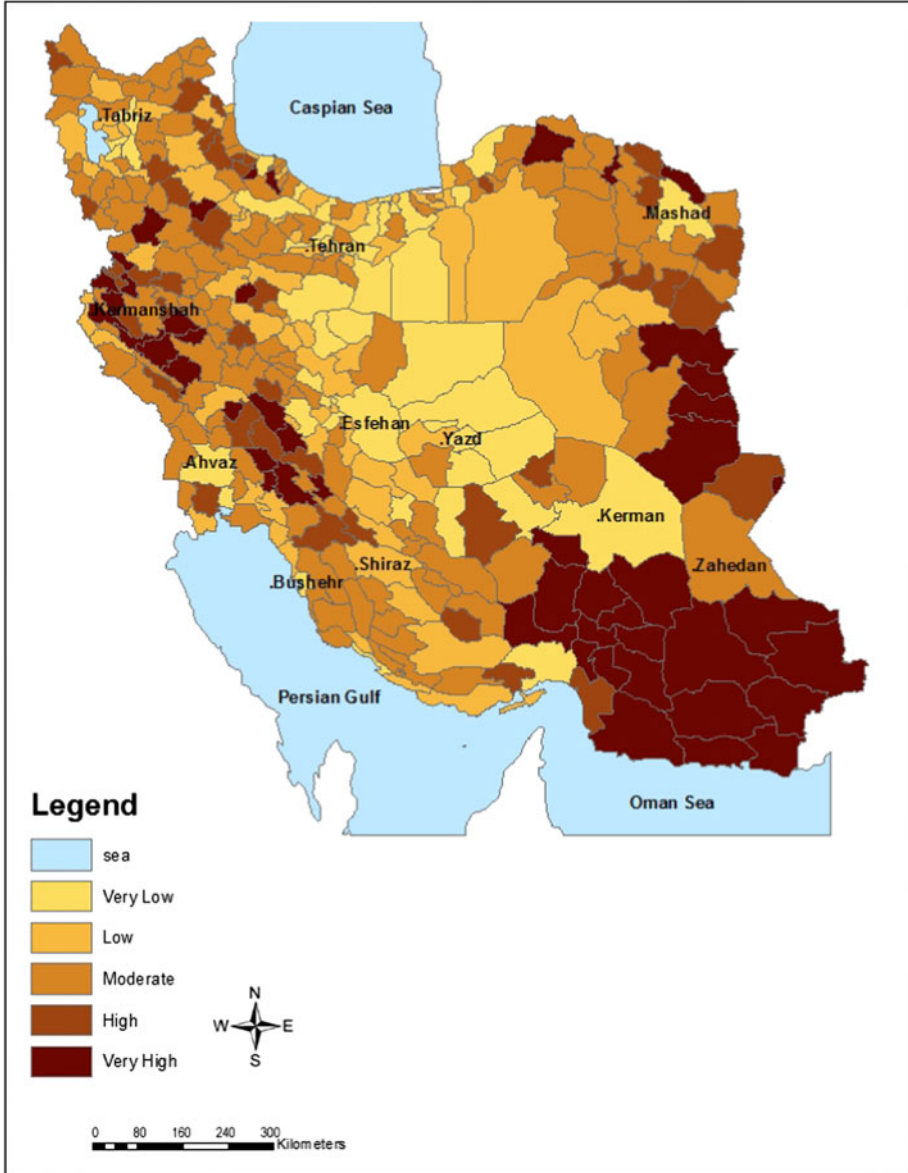 Caspian Sea
.Tabriz
.Mashad
.Tehran
Kermanshah
.Esfehan
.Yazd
.Ahvaz
.Kerman
.Shiraz
.Zahedan
.Bushehr
Persian Gulf
Oman Sea
Legend
sea
Very Low
Low
Moderate
High
Very High
N
W E
S
0 80 160 240 300
Kilometers